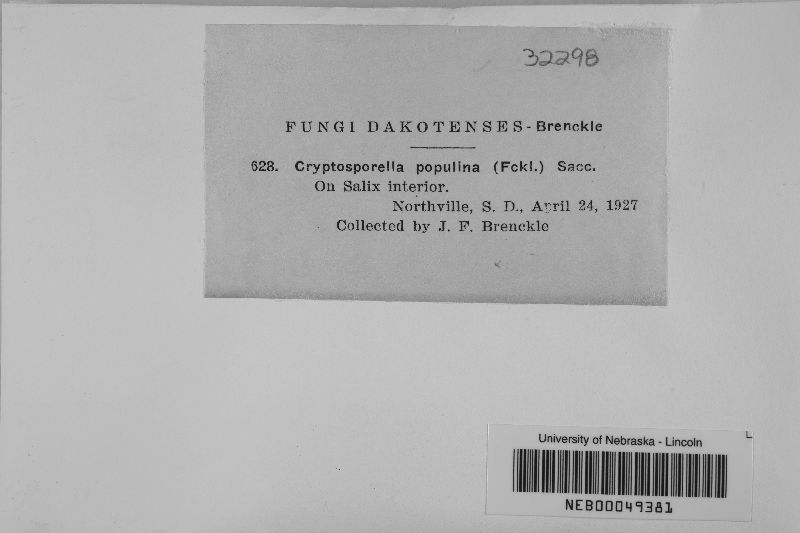 32298
FUNGI DAKOTENSES - Brenckle
628. Cryptosporella populina (Fckl.) Sacc.
On Salix interior.
Northville, S. D., April 24, 1927
Collected by J. F. Brenckle
University of Nebraska - Lincoln
NEB00049381